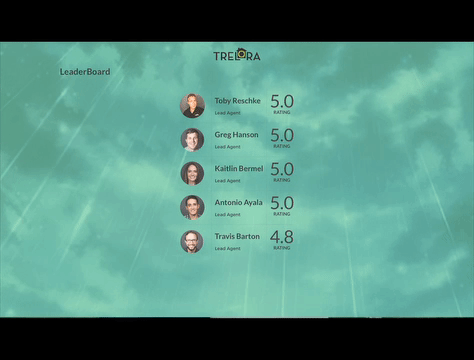 TRELORA
LeaderBoard
Toby Reschke
Lead Agent
5.0
RATING
Greg Hanson
Lead Agent
5.0
RATING
Kaitlin Bermel
Lead Agent
5.0
RATING
Antonio Ayala
Lead Agent
5.0
RATING
Travis Barton
Lead Agent
4.8
RATING